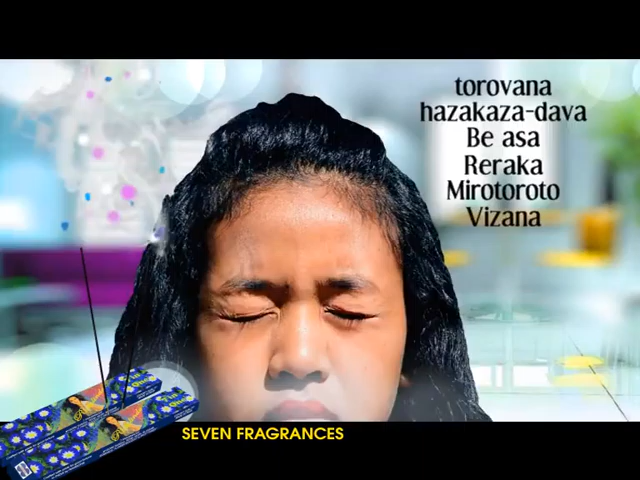 torovana
hazakaza-dava
Be asa
Reraka
Mirotoroto
Vizana
SEVEN FRAGRANCES